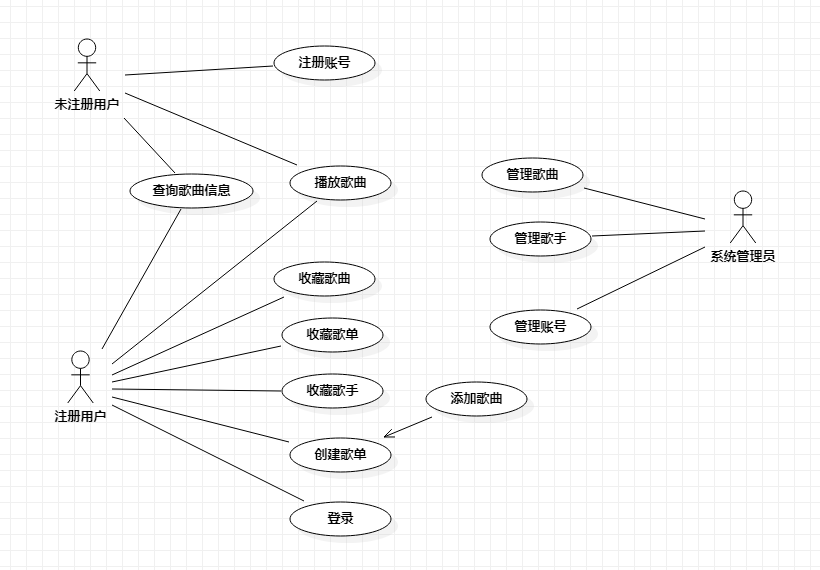 注册账号
未注册用户
查询歌曲信息
播放歌曲
管理歌曲
管理歌手
系统管理员
收藏歌曲
收藏歌单
管理账号
收藏歌手
添加歌曲
注册用户
创建歌单
登录